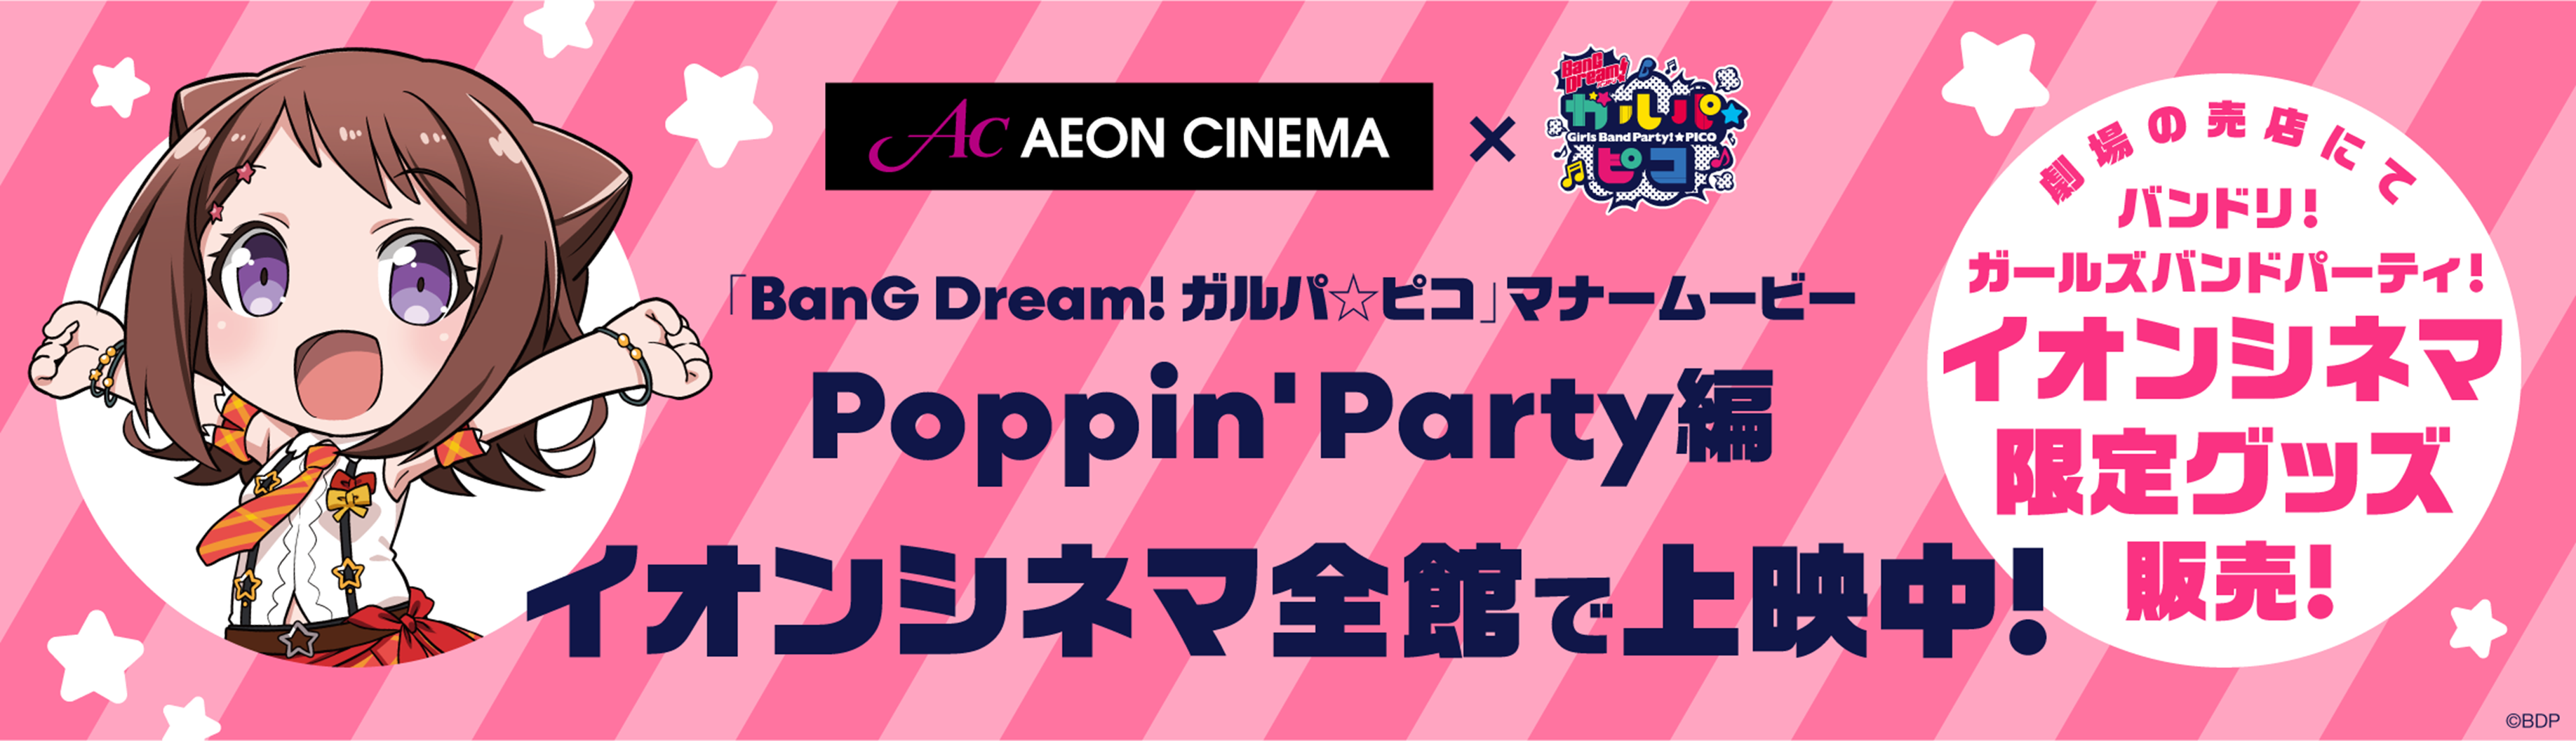 Ac AEON CINEMA × BanG Dream!
ガルパ★
Girls Band Party!★PICO
ピコ
「BanG Dream! ガルパ☆ピコ」マナームービー
Poppin'Party編
イオンシネマ全館で上映中!
劇場の売店にて
バンドリ!
ガールズバンドパーティ!
イオンシネマ
限定グッズ
販売!
©BDP